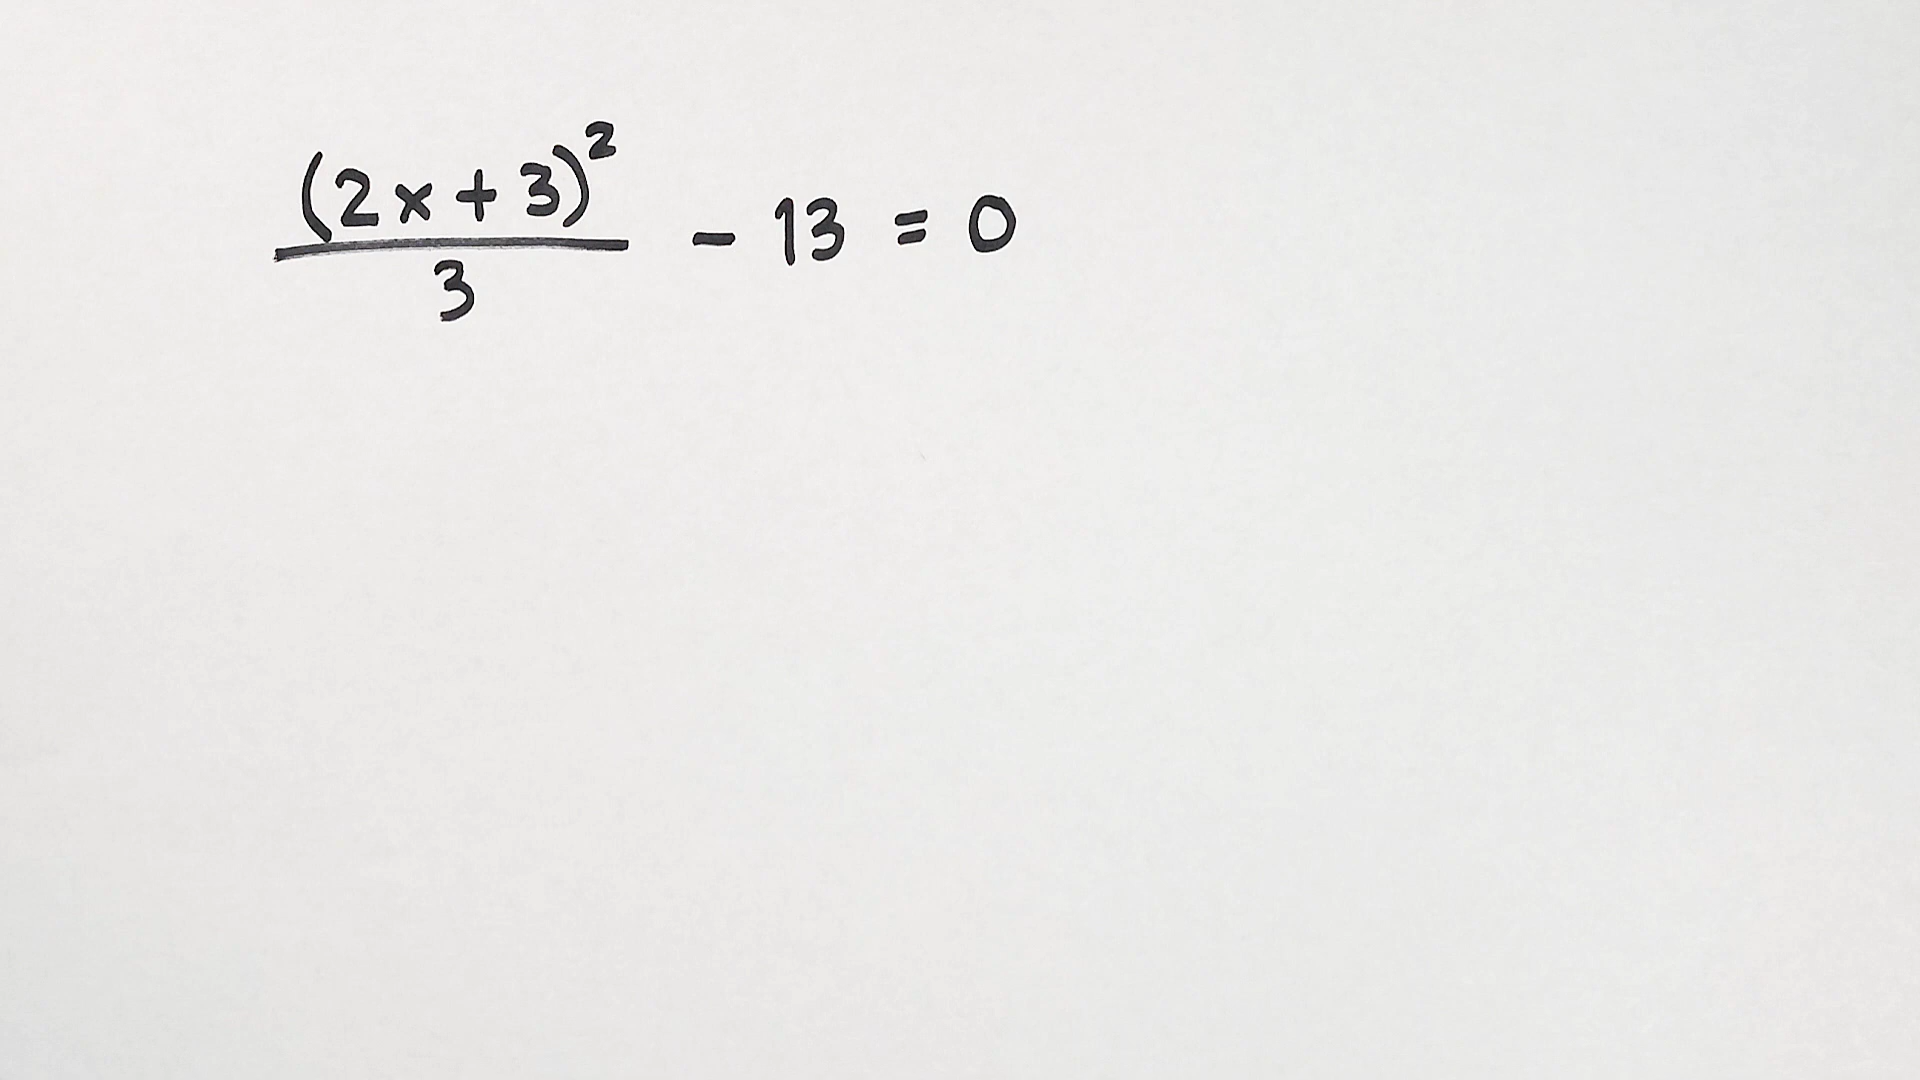 (2x + 3)² / 3 - 13 = 0